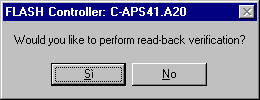 FLASH Controller: C-APS41.A20
Would you like to perform read-back verification?
Sì
No